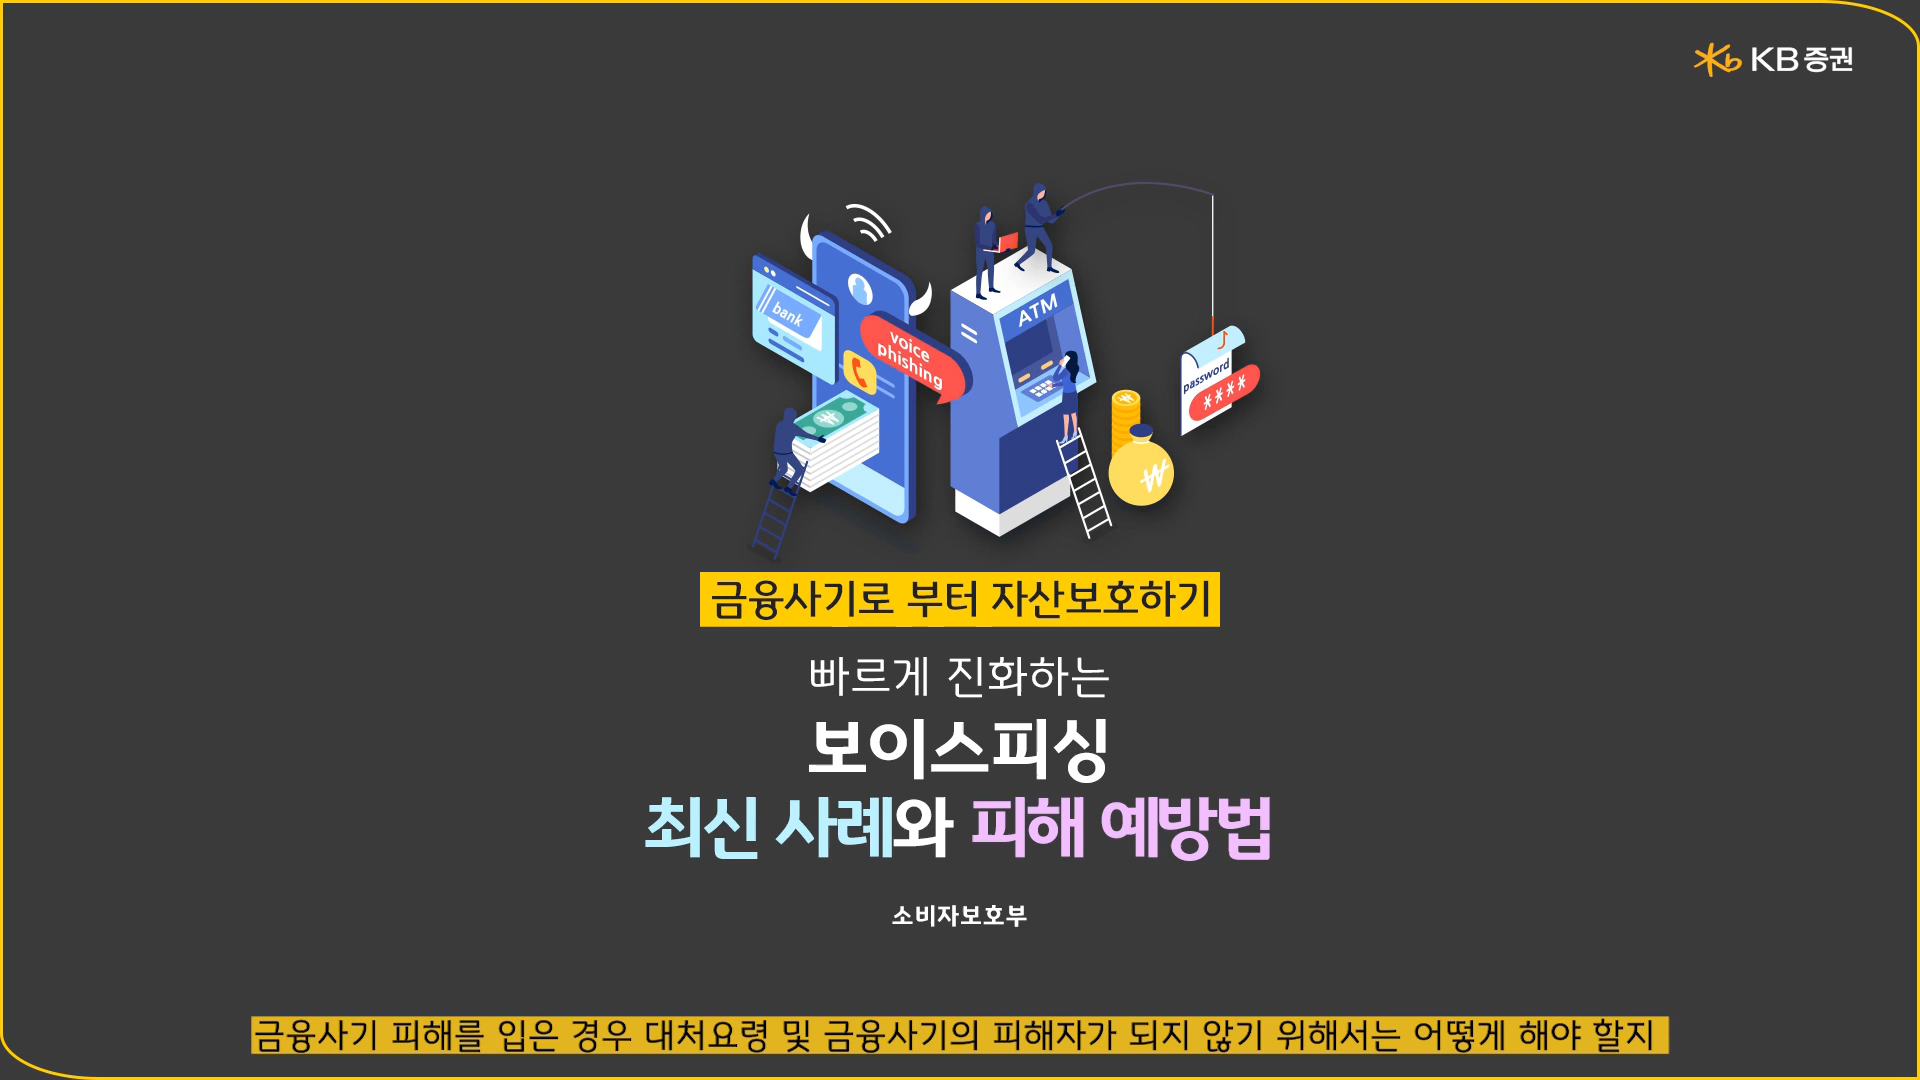 KB증권
bank
voice
phishing
ATM
password
****
금융사기로 부터 자산보호하기
빠르게 진화하는
보이스피싱
최신 사례와 피해 예방법
소비자보호부
금융사기 피해를 입은 경우 대처요령 및 금융사기의 피해자가 되지 않기 위해서는 어떻게 해야 할지